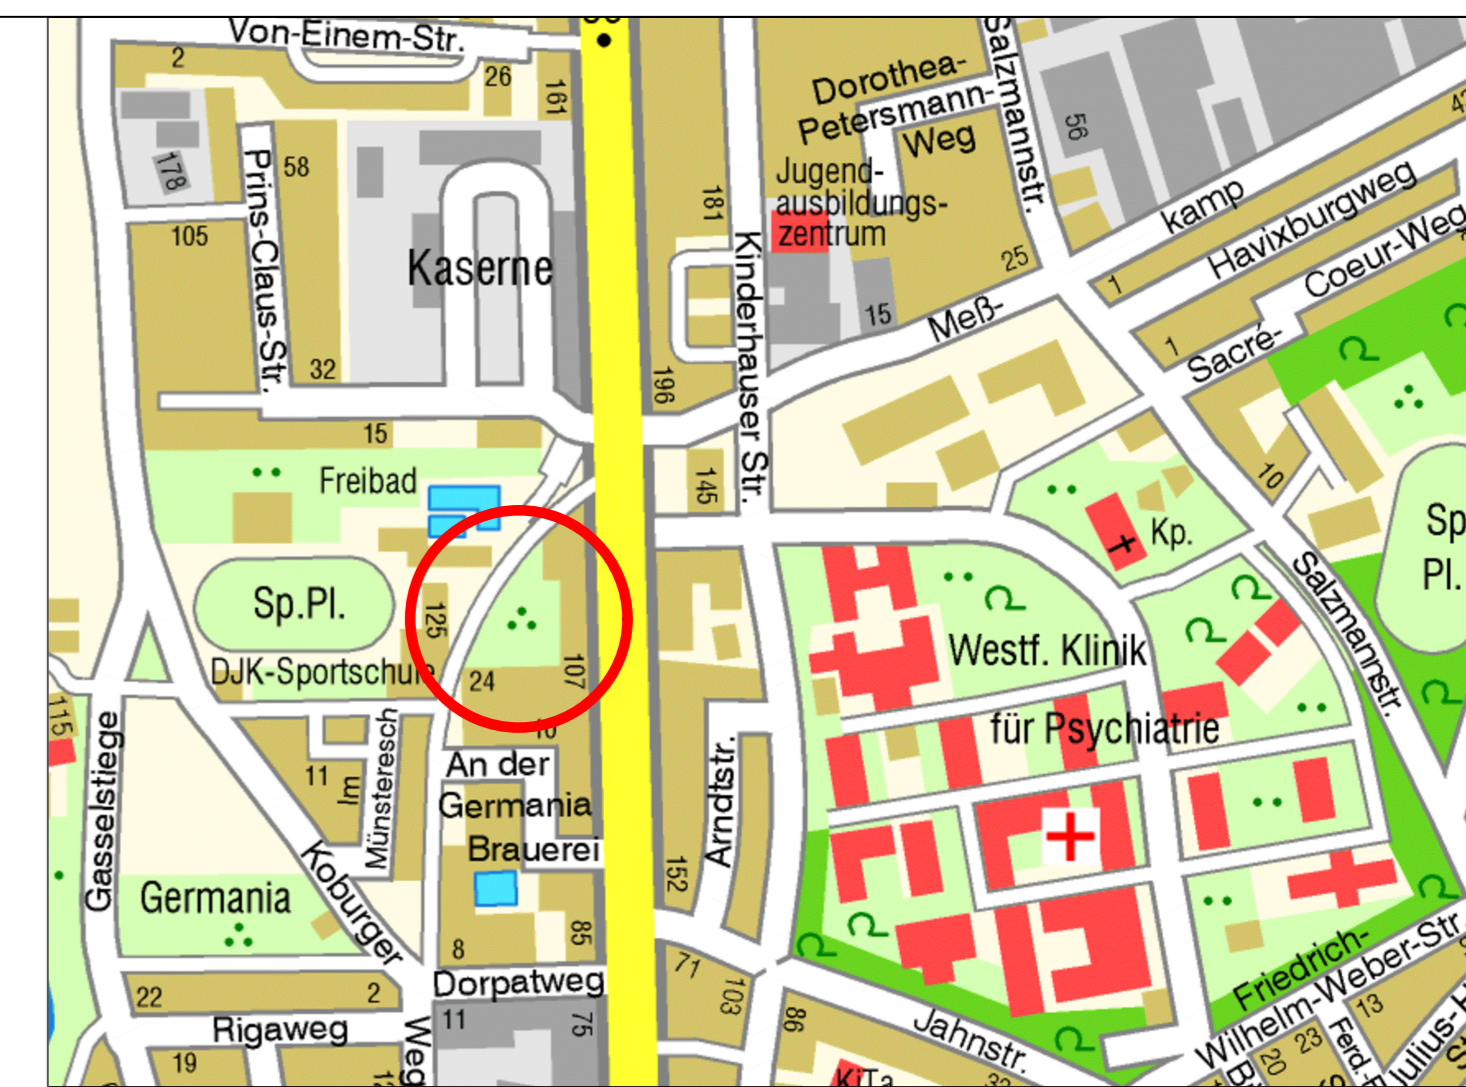 Von-Einem-Str.
2
26
161
178
Prins-Claus-Str.
58
105
32
15
Kaserne
Dorothea-
Petersmann-
Weg
Salzmannstr.
56
Jugend-
ausbildungs-
zentrum
181
Kinderhauser Str.
196
15
25
Meß-
kamp
Havixburgweg
1
Coeur-Weg
Sacré-
1
10
145
Freibad
Sp.Pl.
DJK-Sportschule
125
24
107
Kp.
Sp
Pl.
Salzmannstr.
Westf. Klinik
für Psychiatrie
115
Gasselstiege
11
Im
Münsteresch
An der
Germania
Brauerei
Arndtstr.
152
Koburger
Germania
8
85
Dorpatweg
22
2
Rigaweg
19
Weg
11
75
71
103
86
Jahnstr.
KiTa
Friedrich-
Wilhelm-Weber-Str.
13
23
20